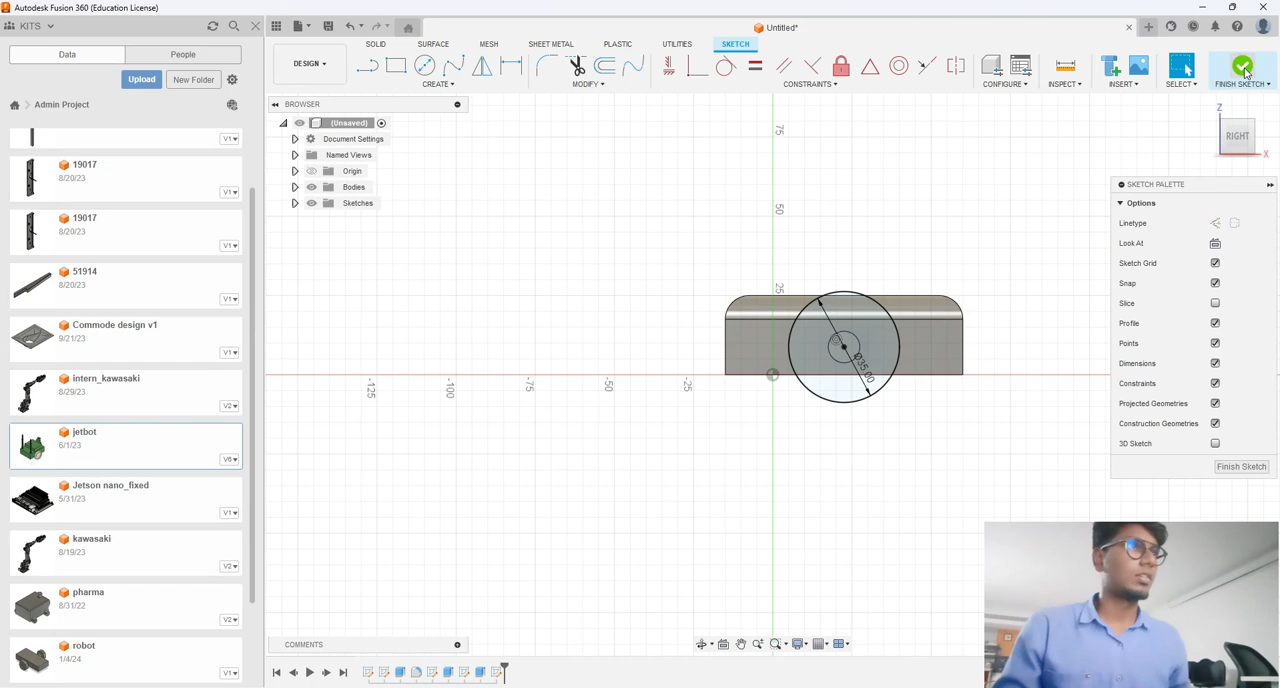 Autodesk Fusion 360 (Education License)
KITS
Untitled*
Data
People
Upload
New Folder
Admin Project
V1
19017
8/20/23
V1
19017
8/20/23
V1
51914
8/20/23
V1
Commode design v1
9/21/23
V1
intern_kawasaki
8/29/23
V2
jetbot
6/1/23
V6
Jetson nano_fixed
5/31/23
V1
kawasaki
8/19/23
V2
pharma
8/31/22
V2
robot
1/4/24
V1
DESIGN
SOLID
SURFACE
MESH
SHEET METAL
PLASTIC
UTILITIES
SKETCH
CREATE
MODIFY
CONSTRAINTS
CONFIGURE
INSPECT
INSERT
SELECT
FINISH SKETCH
BROWSER
(Unsaved)
Document Settings
Named Views
Origin
Bodies
Sketches
75
50
25
-125
-100
-75
-50
-25
Ø35.00
Z
RIGHT
X
SKETCH PALETTE
Options
Linetype
Look At
Sketch Grid
Snap
Slice
Profile
Points
Dimensions
Constraints
Projected Geometries
Construction Geometries
3D Sketch
Finish Sketch
COMMENTS